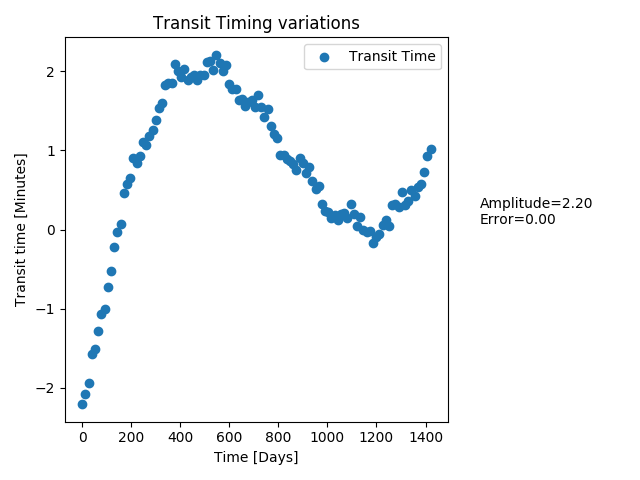 Transit Timing variations
Transit Time
Transit time [Minutes]
2
1
0
−1
−2
0 200 400 600 800 1000 1200 1400
Time [Days]
Amplitude=2.20
Error=0.00